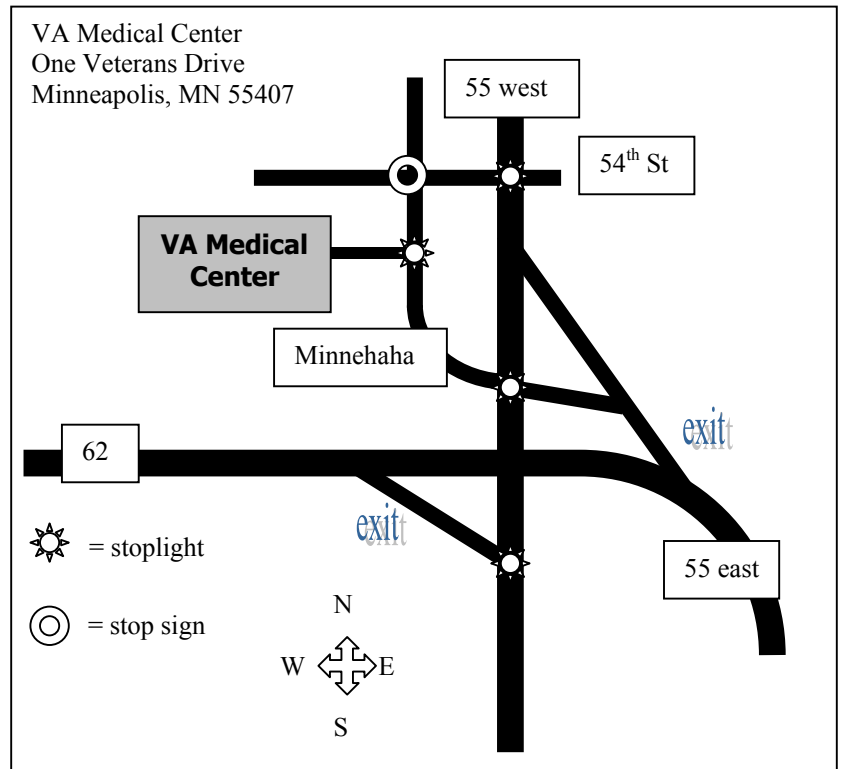 VA Medical Center
One Veterans Drive
Minneapolis, MN 55407
55 west
54th St
VA Medical
Center
Minnehaha
exit
62
exit
= stoplight
55 east
= stop sign
N
W E
S